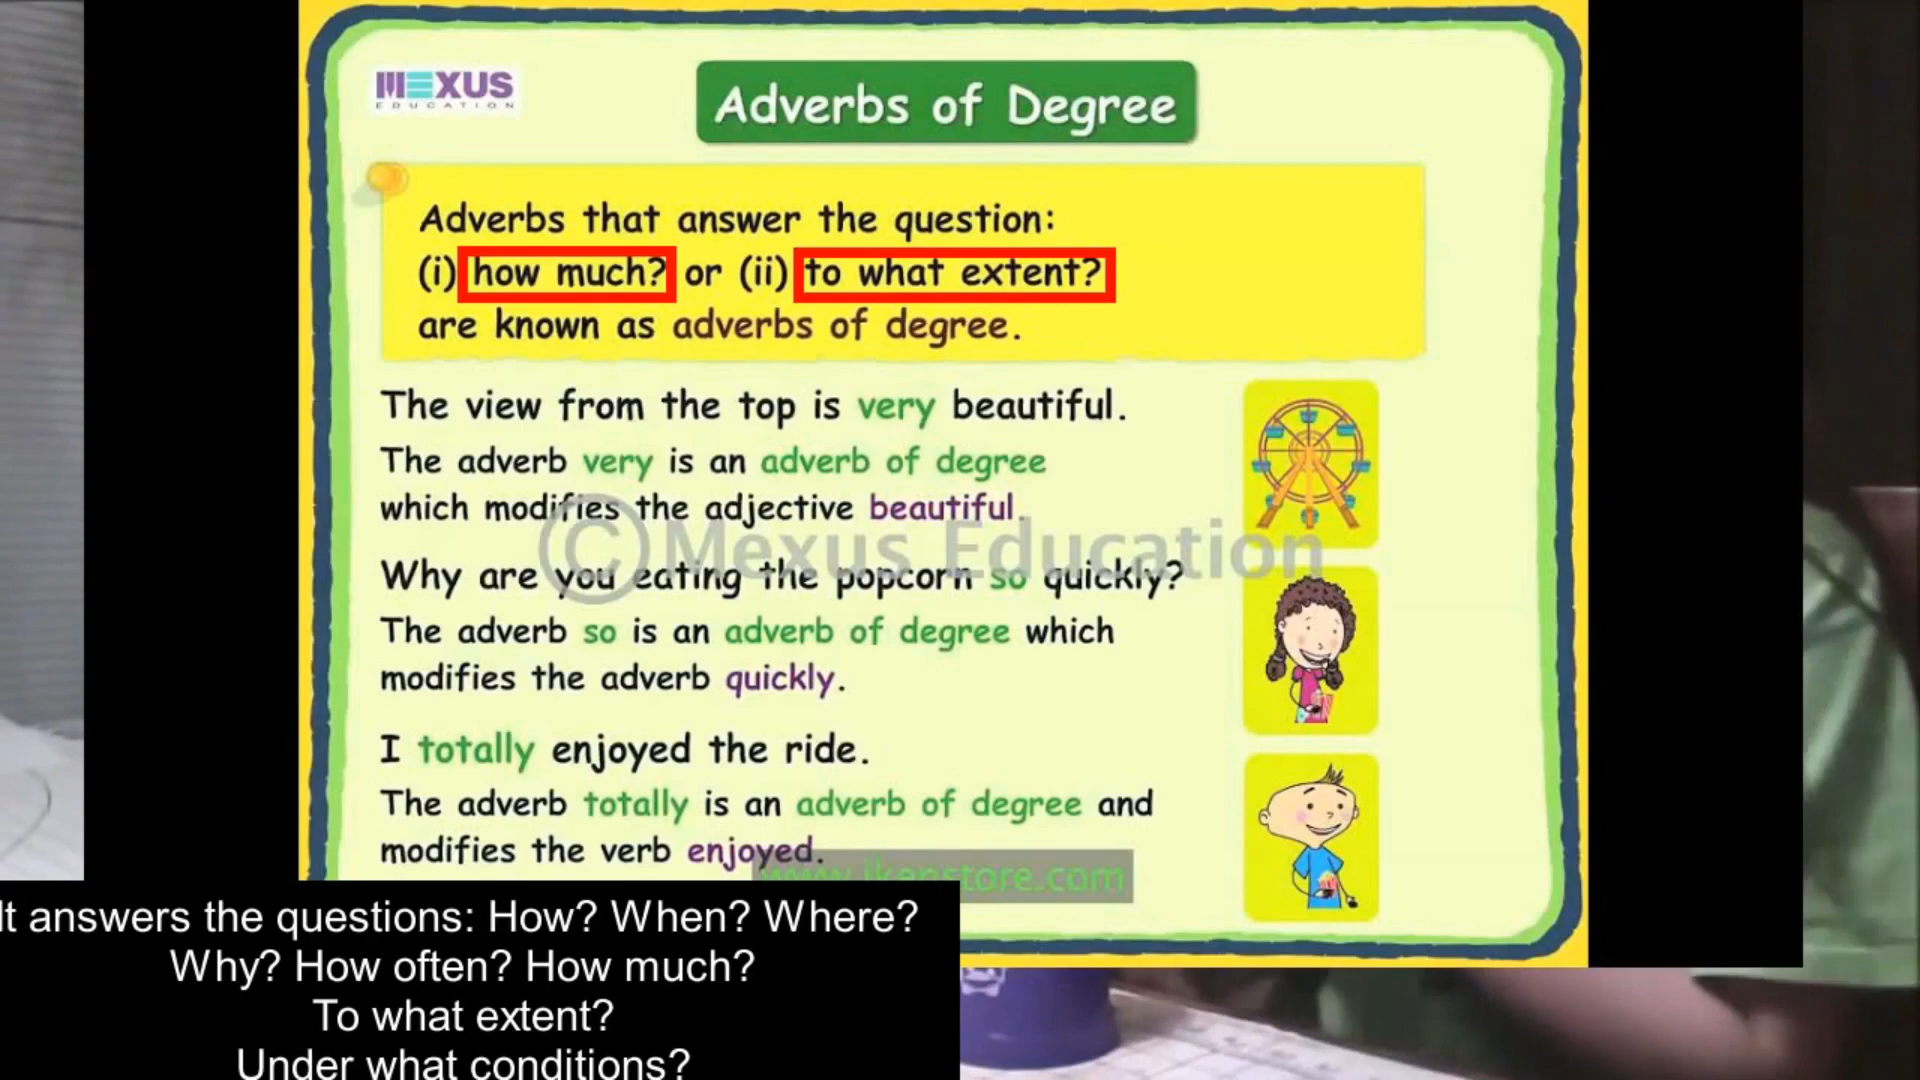 MEXUS
EDUCATION
Adverbs of Degree
Adverbs that answer the question:
(i) how much? or (ii) to what extent?
are known as adverbs of degree.
The view from the top is very beautiful.
The adverb very is an adverb of degree
which modifies the adjective beautiful.
© Mexus Education
Why are you eating the popcorn so quickly?
The adverb so is an adverb of degree which
modifies the adverb quickly.
I totally enjoyed the ride.
The adverb totally is an adverb of degree and
modifies the verb enjoyed.
www.ikenstore.com
It answers the questions: How? When? Where?
Why? How often? How much?
To what extent?
Under what conditions?